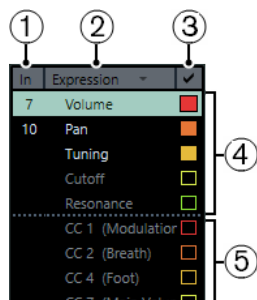 1 2 3
In Expression ✔
7 Volume
10 Pan
Tuning
Cutoff
Resonance
4
CC 1 (Modulation
CC 2 (Breath)
CC 4 (Foot)
5